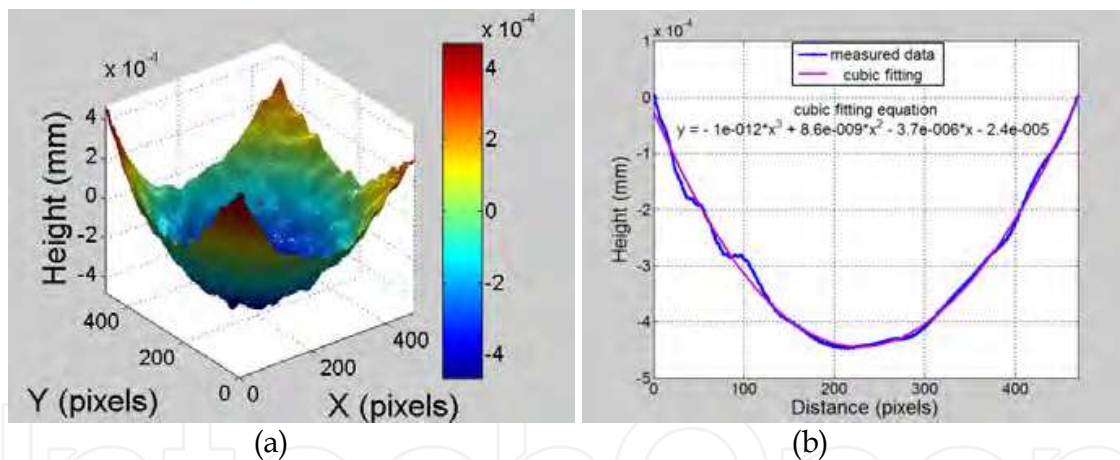 x 10⁻⁴
4
2
0
-2
-4
Height (mm)
400
200
0
Y (pixels)
0
200
400
X (pixels)
x 10⁻⁴
4
2
0
-2
-4
(a)
x 10⁻⁴
1
0
-1
-2
-3
-4
-5
Height (mm)
measured data
cubic fitting
cubic fitting equation
y = - 1e-012*x³ + 8.6e-009*x² - 3.7e-006*x - 2.4e-005
0 100 200 300 400
Distance (pixels)
(b)